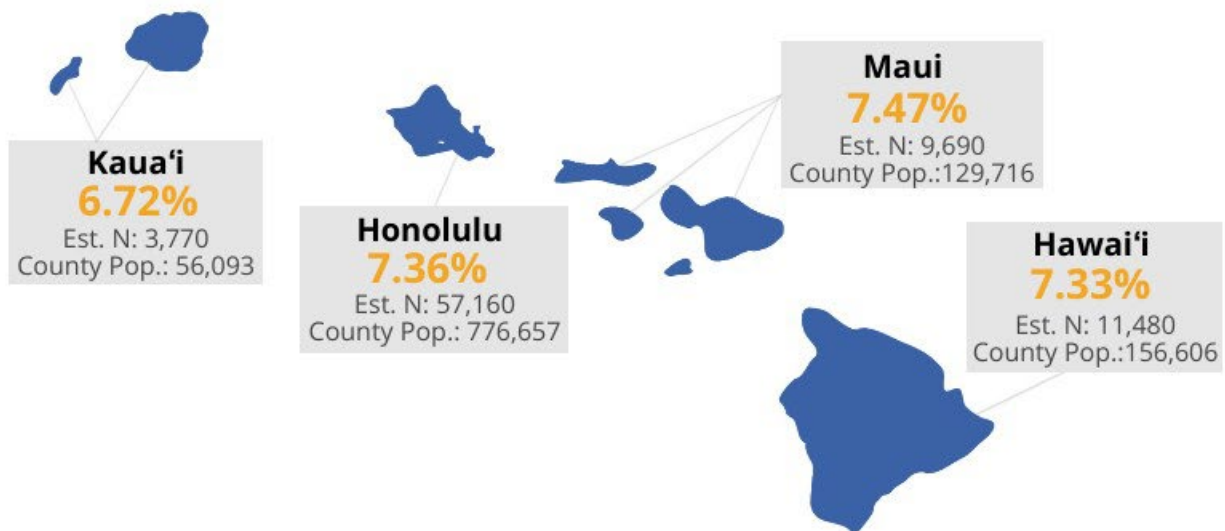 Kauaʻi
6.72%
Est. N: 3,770
County Pop.: 56,093
Honolulu
7.36%
Est. N: 57,160
County Pop.: 776,657
Maui
7.47%
Est. N: 9,690
County Pop.:129,716
Hawaiʻi
7.33%
Est. N: 11,480
County Pop.:156,606